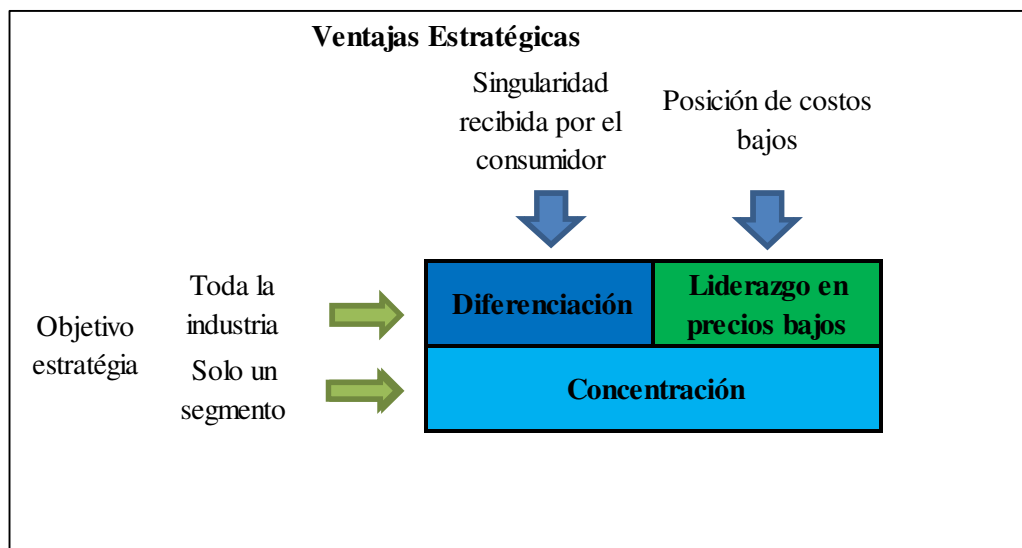 Ventajas Estratégicas
Singularidad
recibida por el
consumidor
Posición de costos
bajos
Objetivo
estratégia
Toda la
industria
Solo un
segmento
Diferenciación
Liderazgo en
precios bajos
Concentración